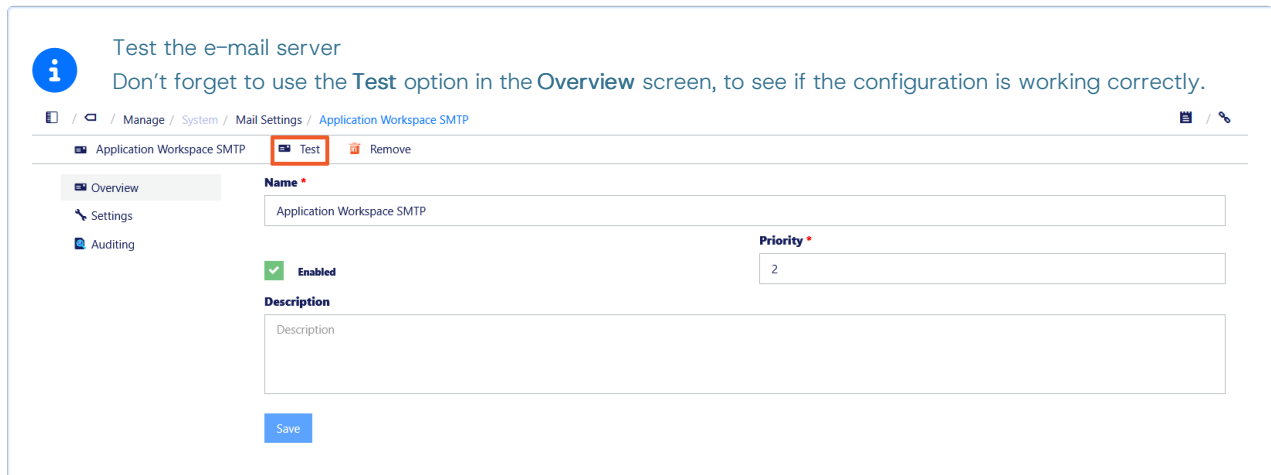 Test the e-mail server
Don't forget to use the Test option in the Overview screen, to see if the configuration is working correctly.
/ / Manage / System / Mail Settings / Application Workspace SMTP /
Application Workspace SMTP Test Remove
Overview
Settings
Auditing
Name *
Application Workspace SMTP
Priority *
Enabled
2
Description
Description
Save